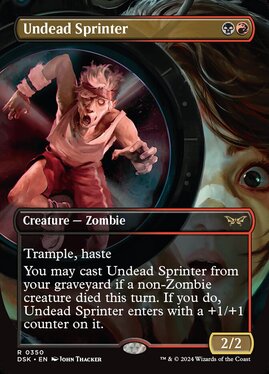 Undead Sprinter
Creature — Zombie
Trample, haste
You may cast Undead Sprinter from
your graveyard if a non-Zombie
creature died this turn. If you do,
Undead Sprinter enters with a +1/+1
counter on it.
2/2
R 0350
DSK • EN JOHN THACKER
™ & © 2024 Wizards of the Coast